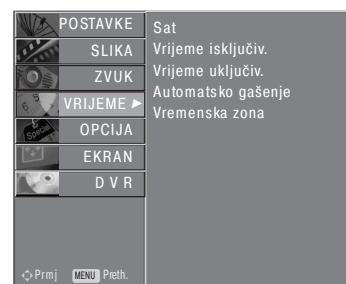 POSTAVKE
SLIKA
ZVUK
VRIJEME ►
OPCIJA
EKRAN
D V R
Sat
Vrijeme isključiv.
Vrijeme uključiv.
Automatsko gašenje
Vremenska zona
Prmj MENU Preth.